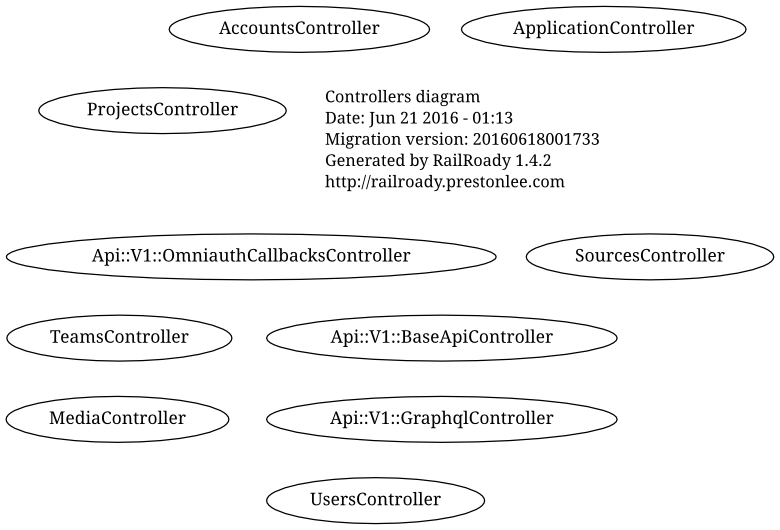 AccountsController
ApplicationController
ProjectsController
Controllers diagram
Date: Jun 21 2016 - 01:13
Migration version: 20160618001733
Generated by RailRoady 1.4.2
http://railroady.prestonlee.com
Api::V1::OmniauthCallbacksController
SourcesController
TeamsController
Api::V1::BaseApiController
MediaController
Api::V1::GraphqlController
UsersController